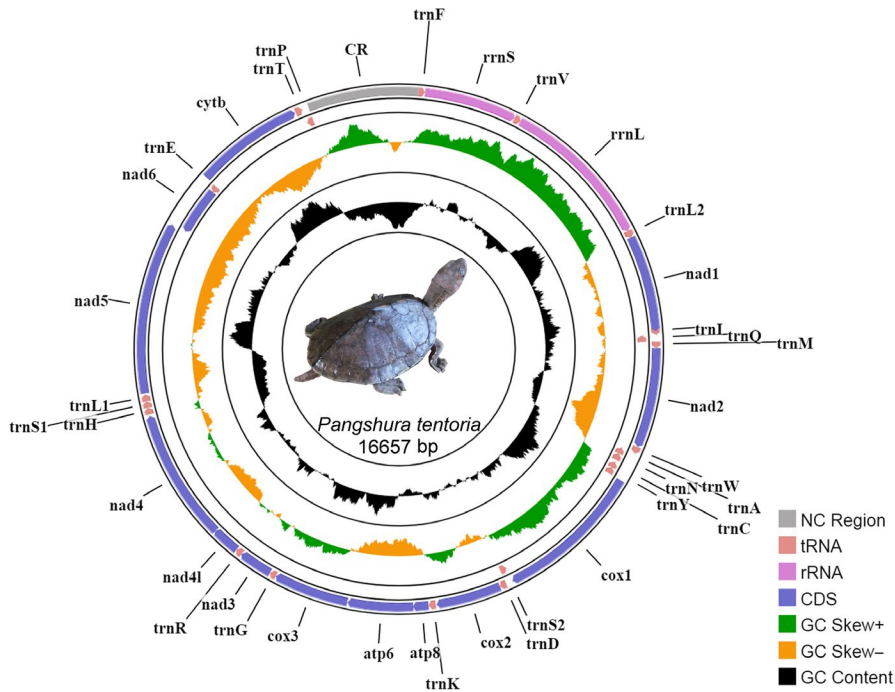 trnF
CR
rrnS
trnP
trnT
trnV
cytb
rrnL
trnE
nad6
trnL2
nad1
nad5
trnL
trnQ
trnM
Pangshura tentoria
16657 bp
nad2
trnL1
trnS1
trnH
trnW
trnN
trnA
trnY
trnC
nad4
cox1
nad4l
nad3
trnR
trnG
cox3
atp6
atp8
trnK
cox2
trnS2
trnD
NC Region
tRNA
rRNA
CDS
GC Skew+
GC Skew–
GC Content